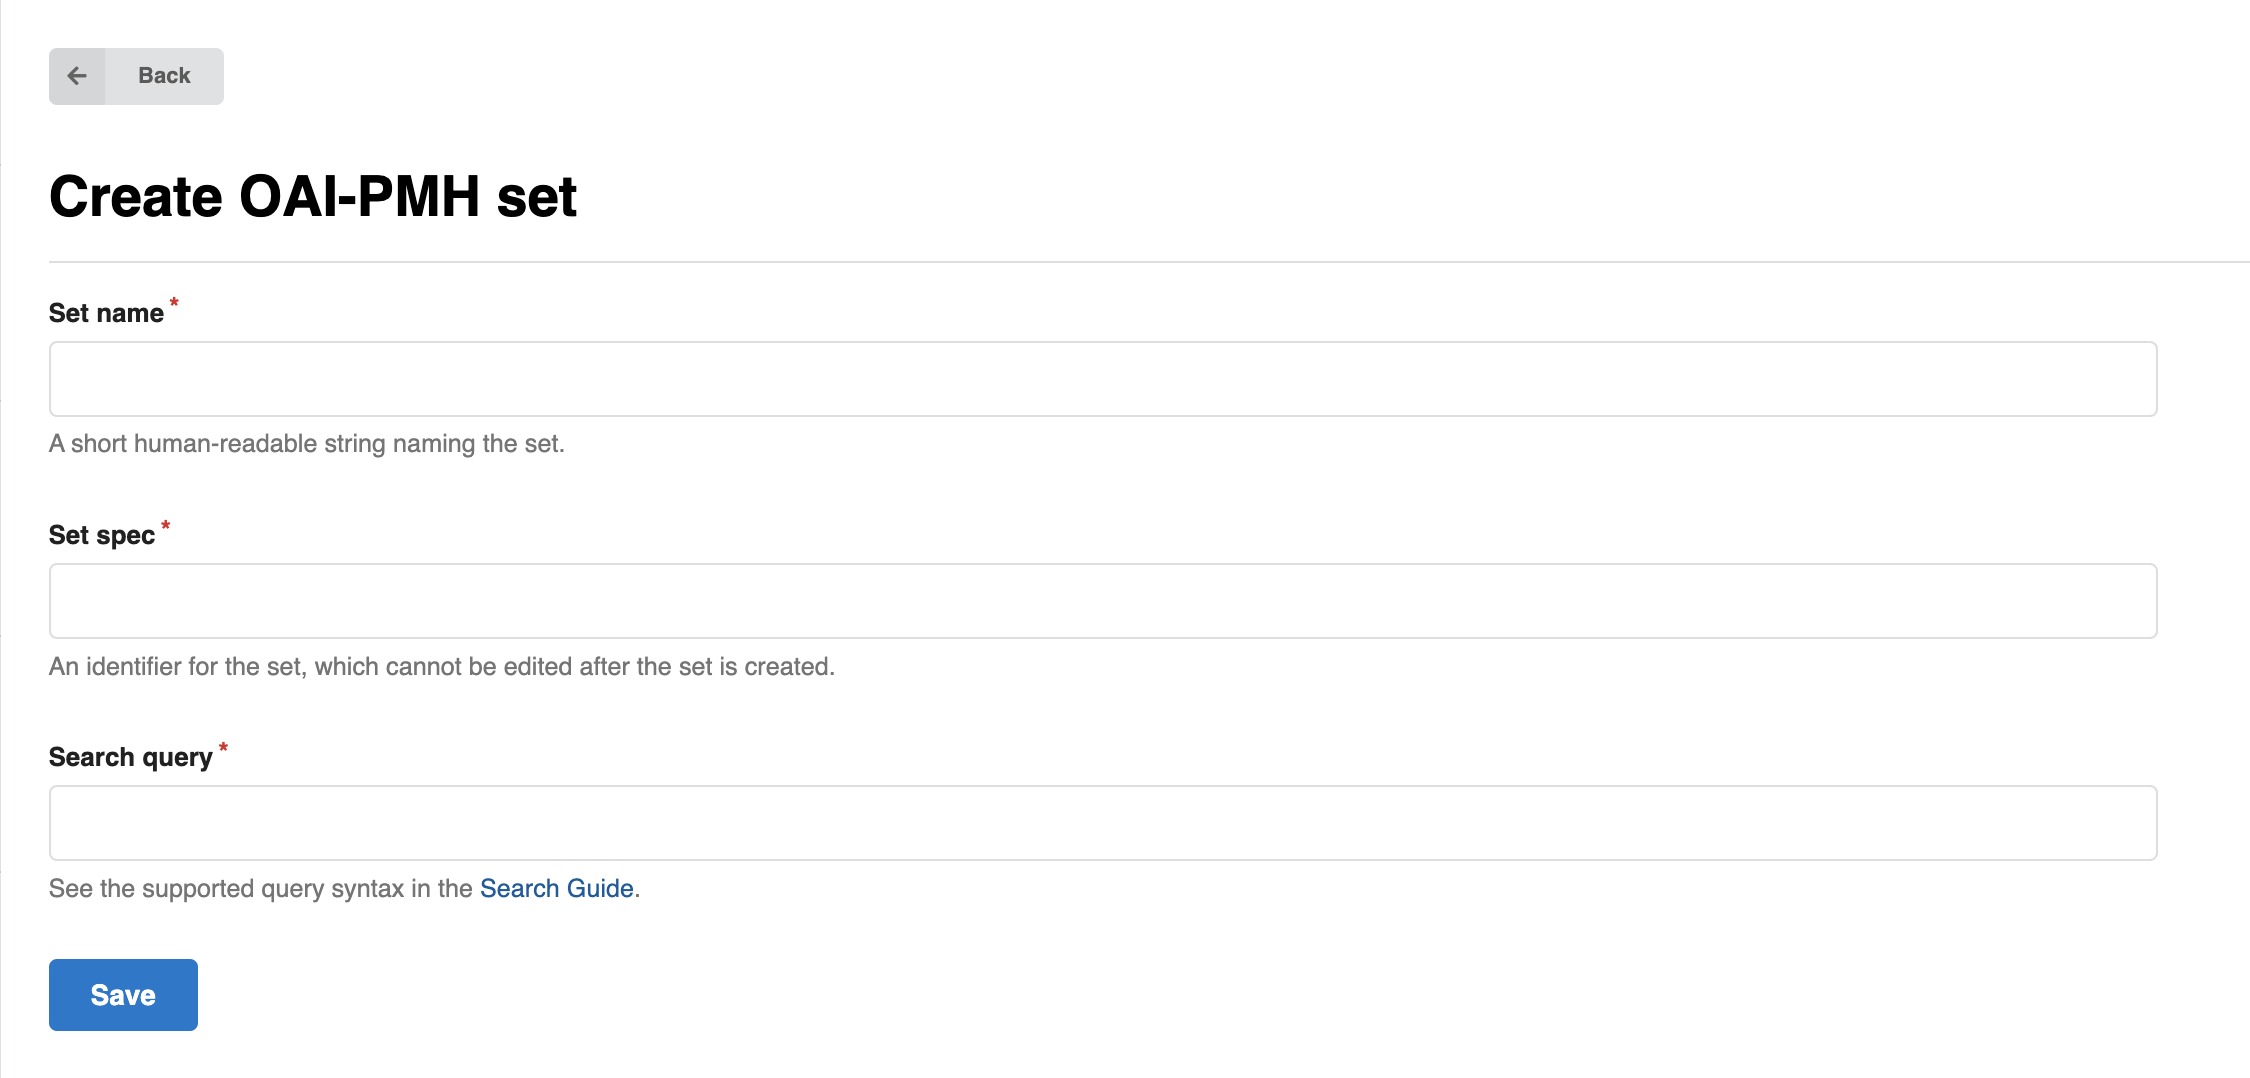 Back
Create OAI-PMH set
Set name *
A short human-readable string naming the set.
Set spec *
An identifier for the set, which cannot be edited after the set is created.
Search query *
See the supported query syntax in the Search Guide.
Save